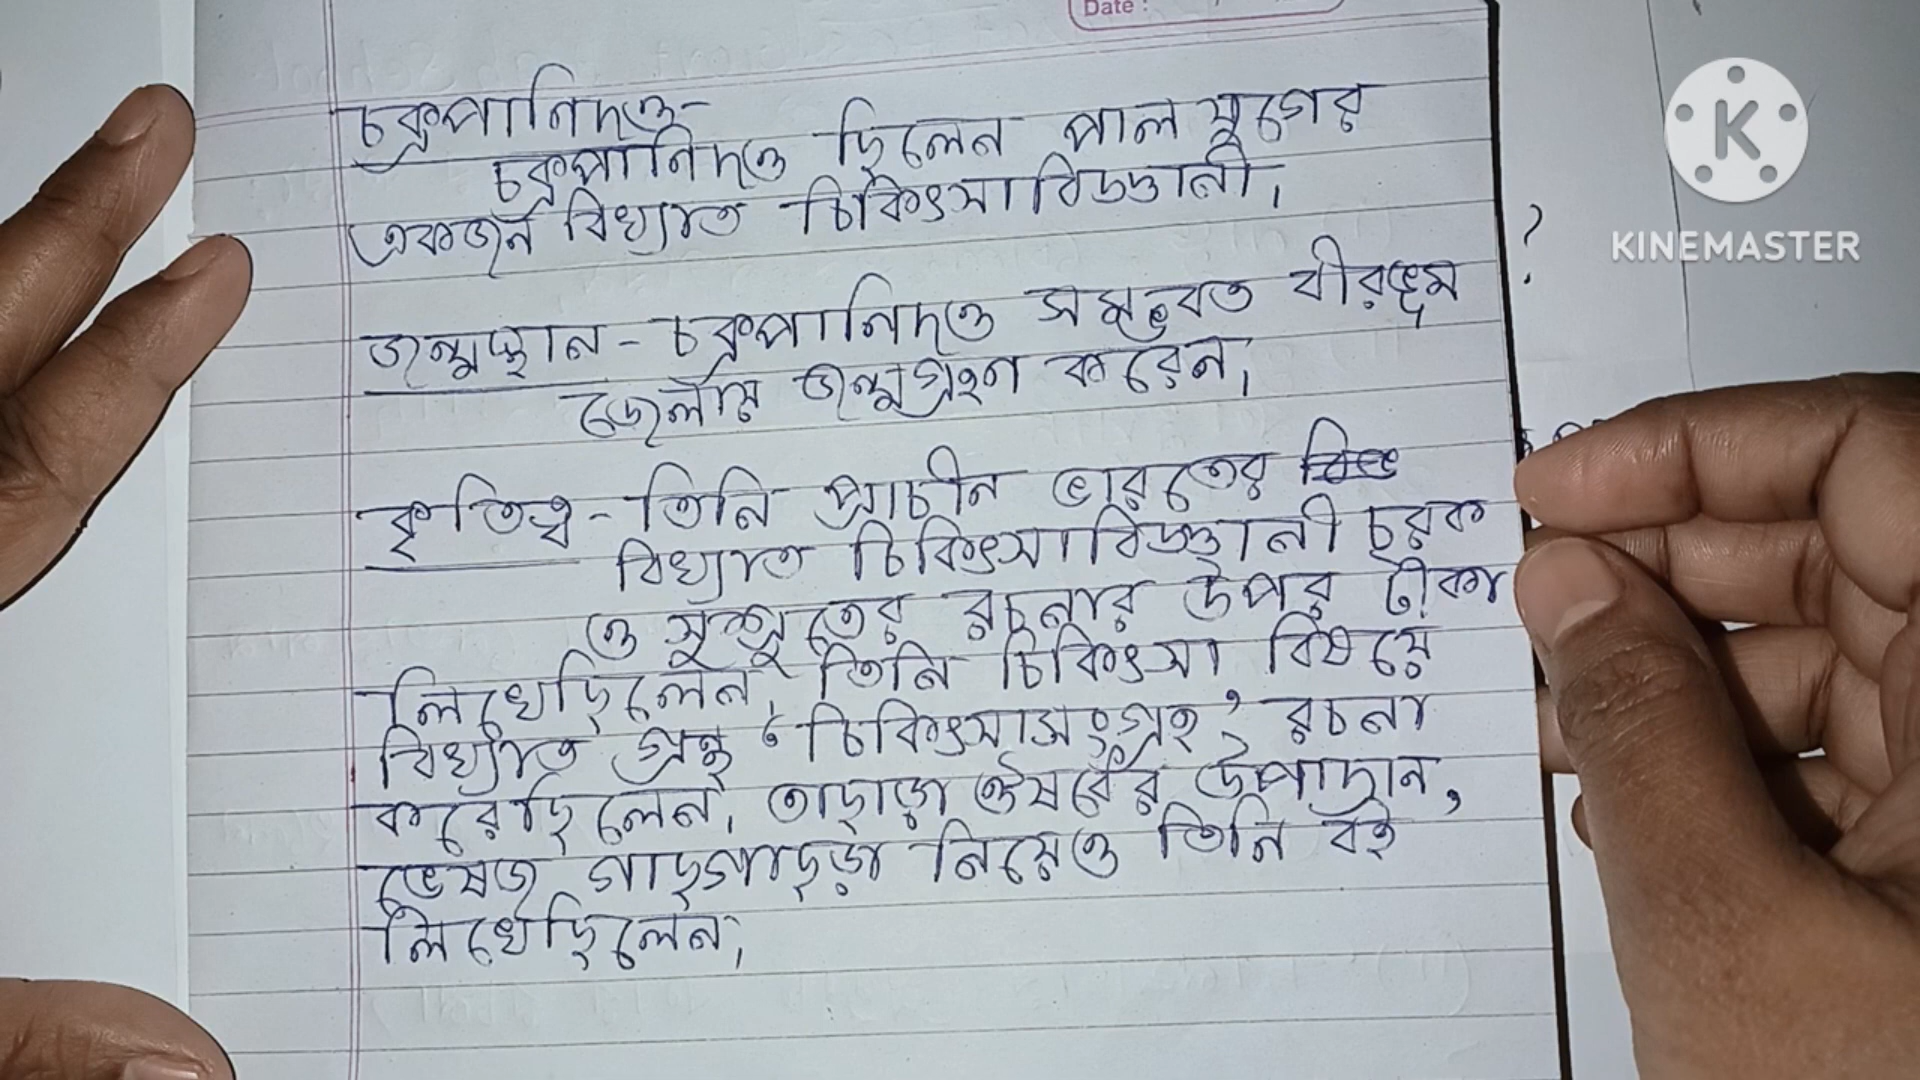 Date :
চক্রপানিদত্ত-
চক্রপানিদত্ত ছিলেন পাল যুগের
একজন বিখ্যাত চিকিৎসাবিজ্ঞানী।
জন্মস্থান - চক্রপানিদত্ত সম্ভবত বীরভূম
জেলায় জন্মগ্রহণ করেন।
কৃতিত্ব - তিনি প্রাচীন ভারতের
বিখ্যাত চিকিৎসাবিজ্ঞানী চরক
ও সুশ্রুতের রচনার উপর টীকা
লিখেছিলেন। তিনি চিকিৎসা বিষয়ে
বিখ্যাত গ্রন্থ 'চিকিৎসাসংগ্রহ' রচনা
করেছিলেন। তাছাড়া ঔষধের উপাদান,
ভেষজ গাছগাছড়া নিয়েও তিনি বই
লিখেছিলেন।
?
KINEMASTER